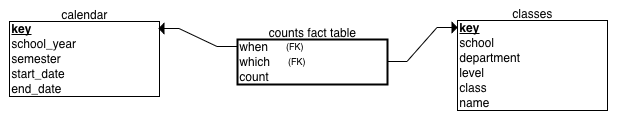 calendar
key
school_year
semester
start_date
end_date
counts fact table
when (FK)
which (FK)
count
classes
key
school
department
level
class
name